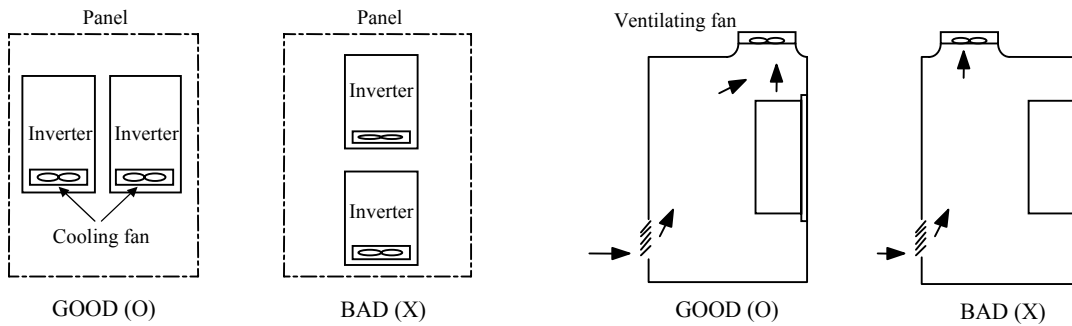 Panel
Inverter
Inverter
Cooling fan
GOOD (O)
Panel
Inverter
Inverter
BAD (X)
Ventilating fan
GOOD (O)
BAD (X)